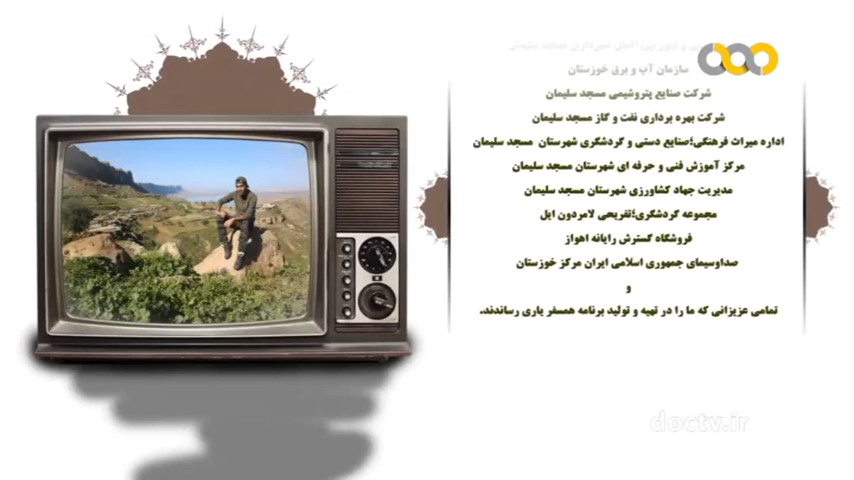 سازمان آب و برق خوزستان
شرکت صنایع پتروشیمی مسجد سلیمان
شرکت بهره برداری نفت و گاز مسجد سلیمان
اداره میراث فرهنگی؛صنایع دستی و گردشگری شهرستان مسجد سلیمان
مرکز آموزش فنی و حرفه ای شهرستان مسجد سلیمان
مدیریت جهاد کشاورزی شهرستان مسجد سلیمان
مجموعه گردشگری؛تفریحی لامردون ایل
فروشگاه گسترش رایانه اهواز
صداوسیمای جمهوری اسلامی ایران مرکز خوزستان
و
تمامی عزیزانی که ما را در تهیه و تولید برنامه همسفر یاری رساندند.
doctv.ir